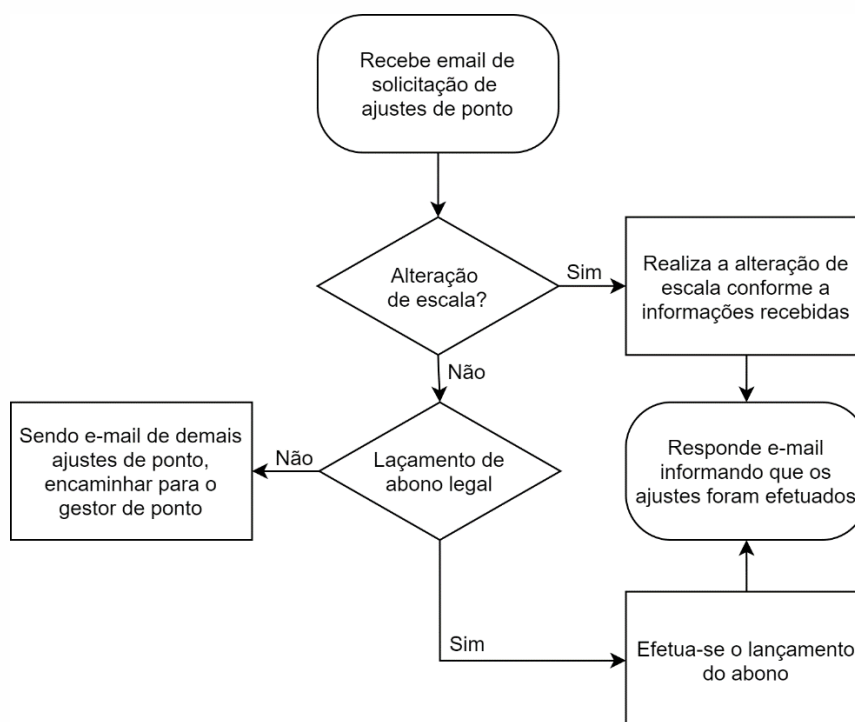 Recebe email de
solicitação de
ajustes de ponto
Alteração
de escala?
Sim
Realiza a alteração de
escala conforme a
informações recebidas
Não
Sendo e-mail de demais
ajustes de ponto,
encaminhar para o
gestor de ponto
Não
Laçamento de
abono legal
Responde e-mail
informando que os
ajustes foram efetuados
Sim
Efetua-se o lançamento
do abono